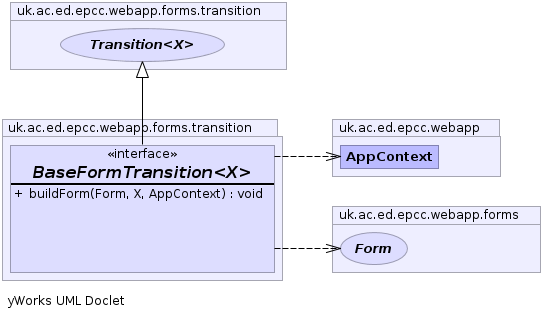 uk.ac.ed.epcc.webapp.forms.transition
Transition<X>
uk.ac.ed.epcc.webapp.forms.transition
«interface»
BaseFormTransition<X>
+ buildForm(Form, X, AppContext) : void
uk.ac.ed.epcc.webapp
AppContext
uk.ac.ed.epcc.webapp.forms
Form
yWorks UML Doclet